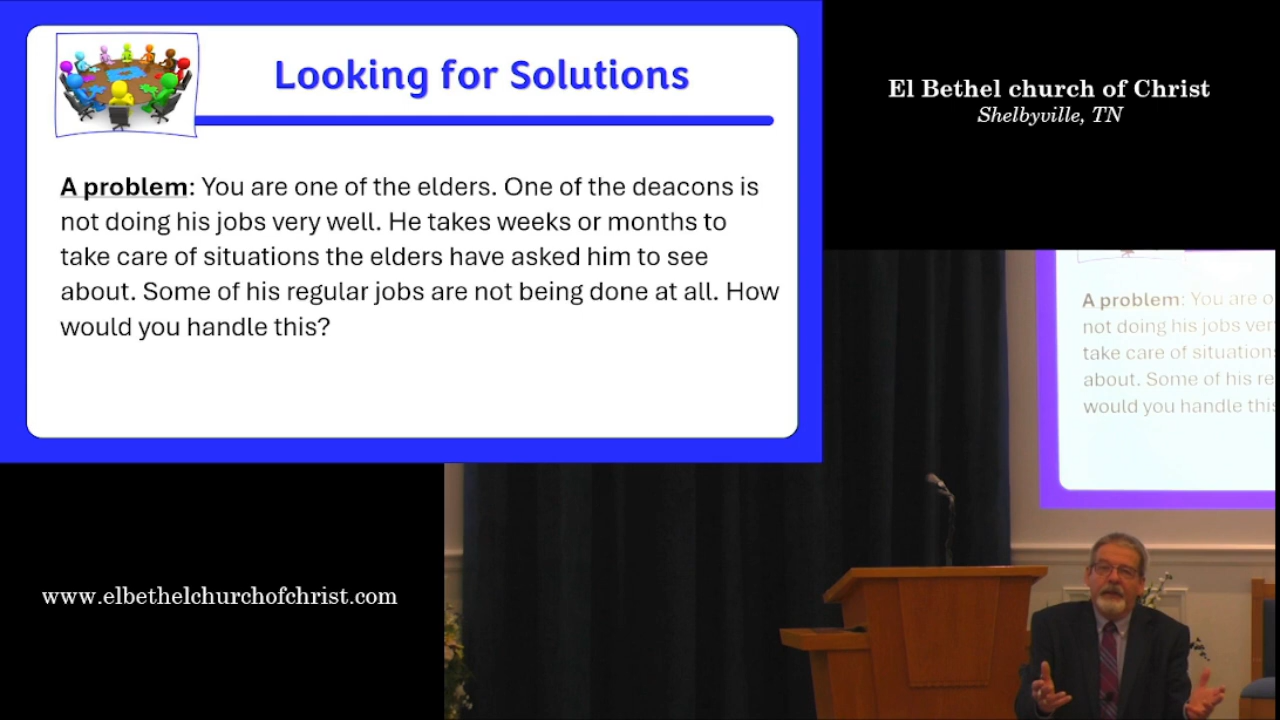 Looking for Solutions
A problem: You are one of the elders. One of the deacons is
not doing his jobs very well. He takes weeks or months to
take care of situations the elders have asked him to see
about. Some of his regular jobs are not being done at all. How
would you handle this?
El Bethel church of Christ
Shelbyville, TN
A problem: You are o
not doing his jobs ver
take care of situation
about. Some of his re
would you handle this
www.elbethelchurchofchrist.com